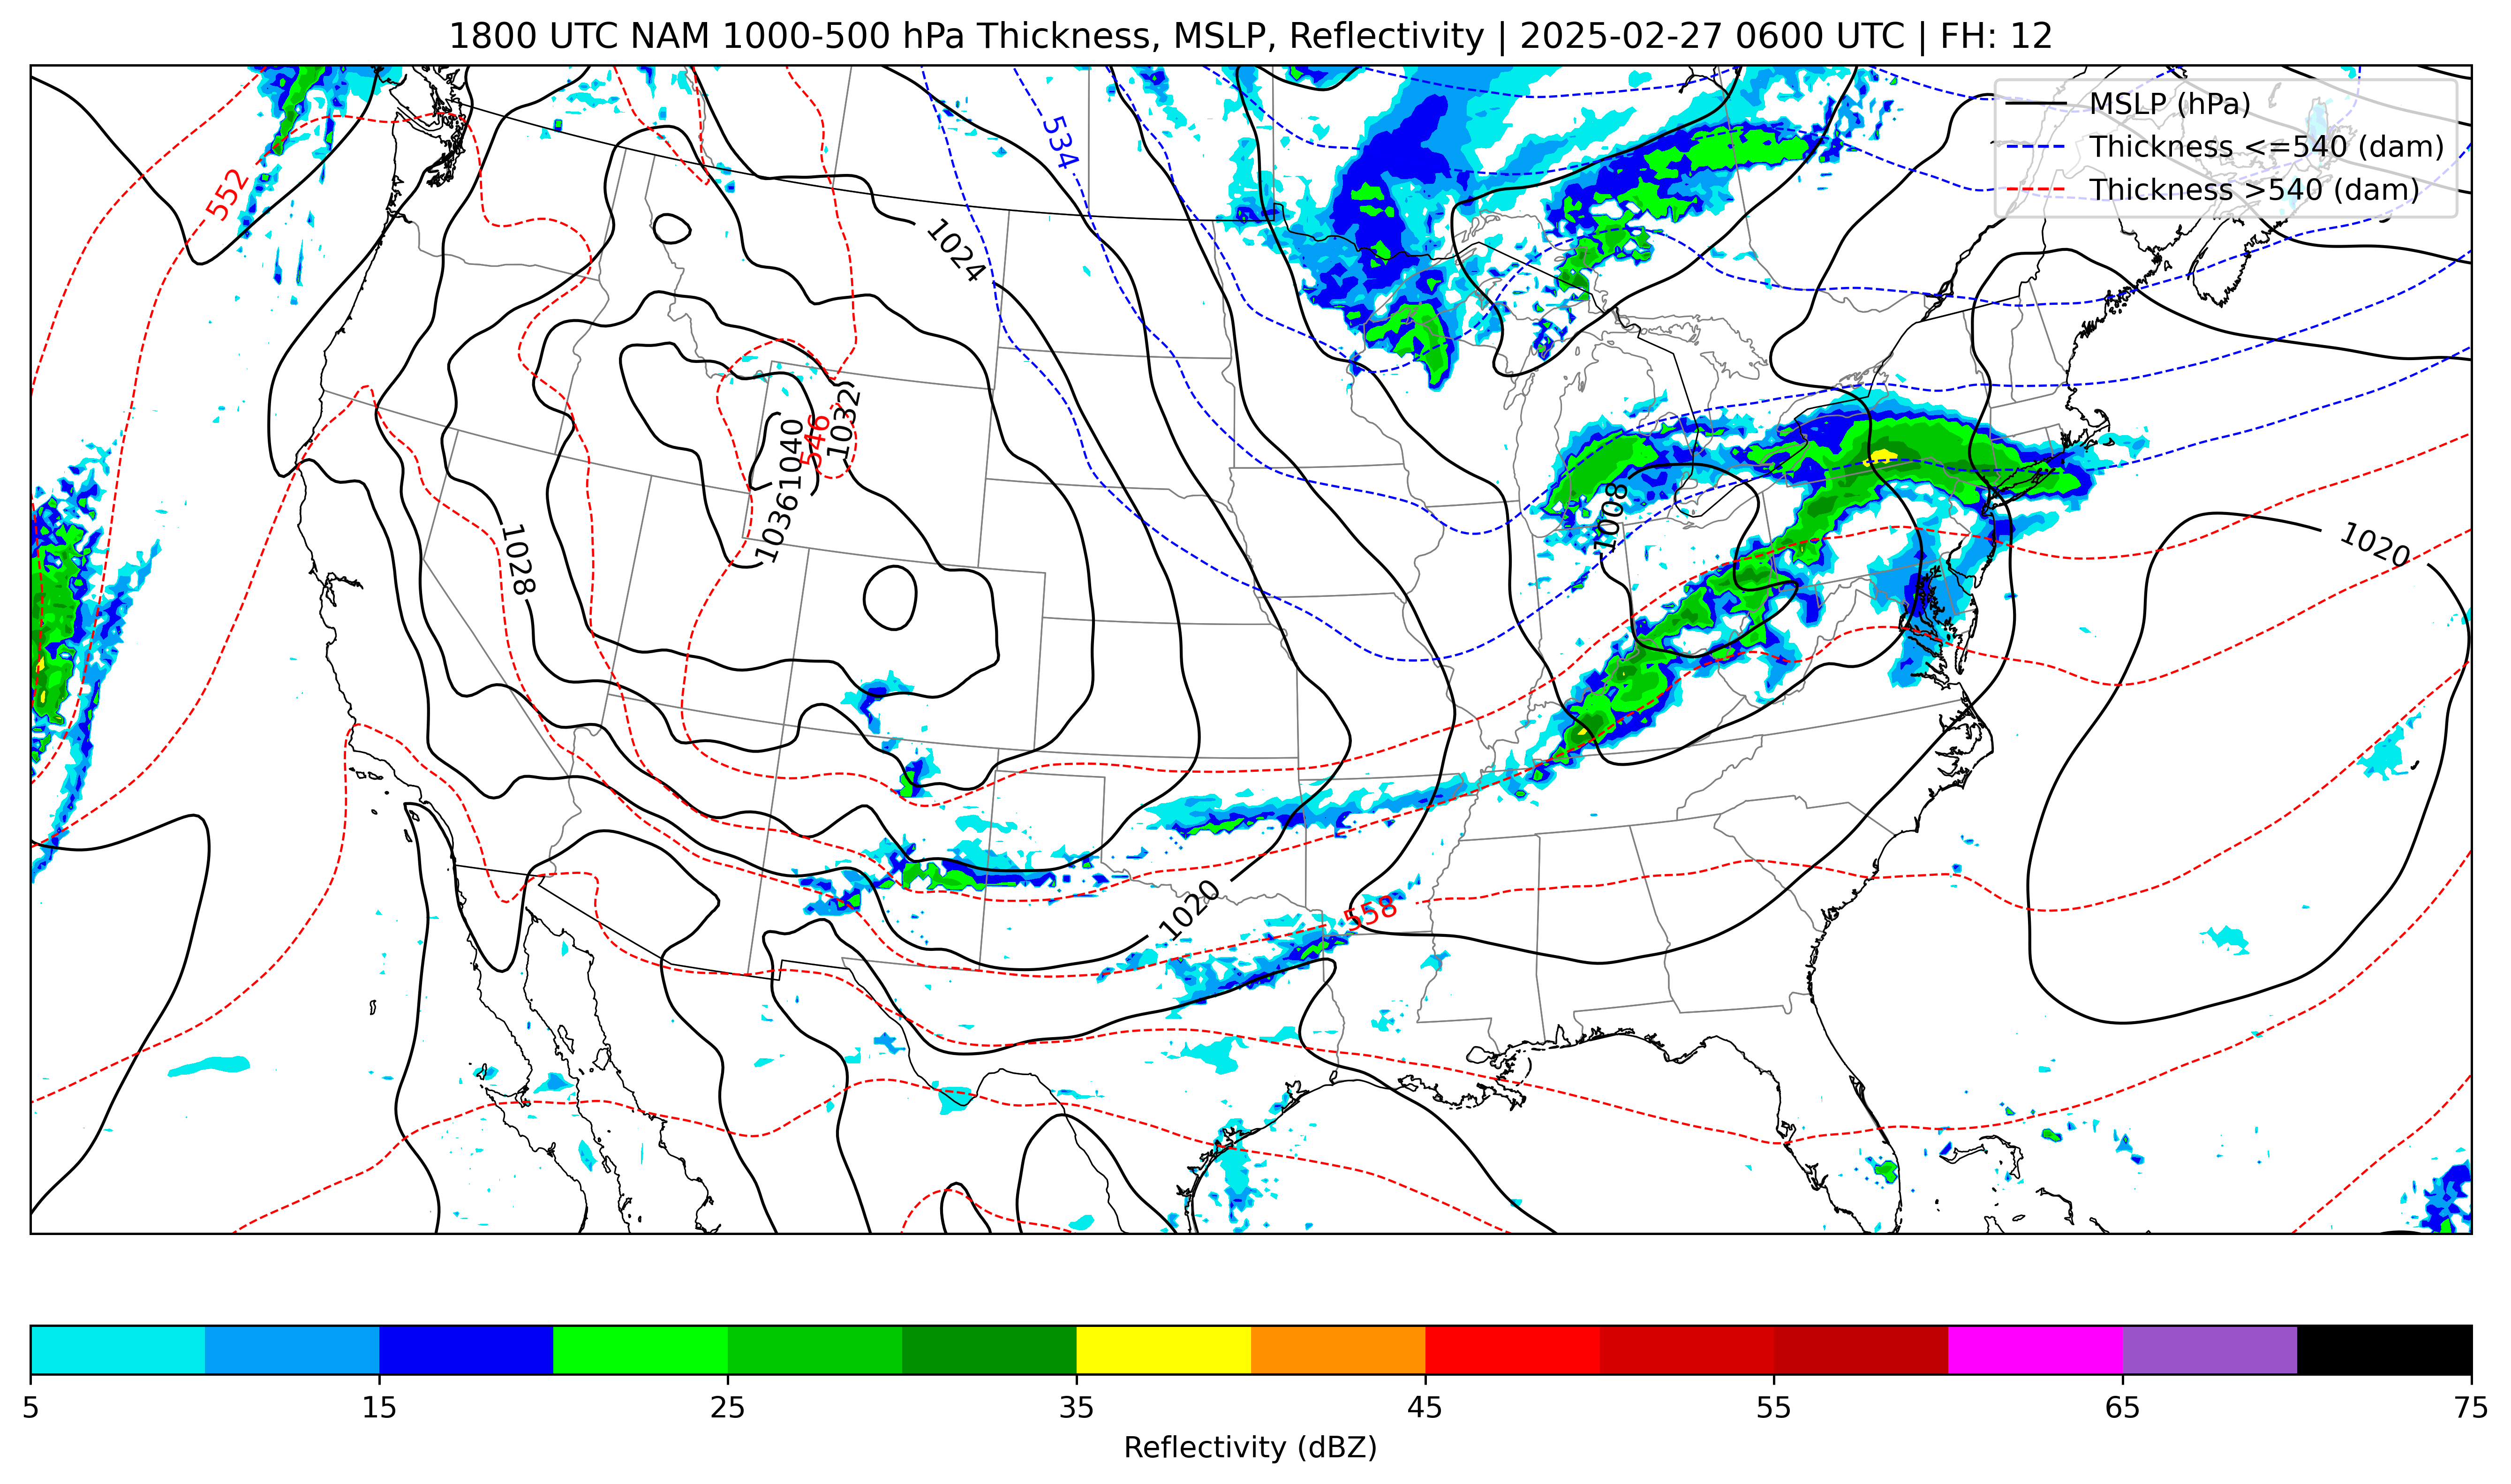 1800 UTC NAM 1000-500 hPa Thickness, MSLP, Reflectivity | 2025-02-27 0600 UTC | FH: 12
MSLP (hPa)
Thickness <=540 (dam)
Thickness >540 (dam)
534
552
1024
1032
546
1040
1036
1028
1008
1020
1020
558
5 15 25 35 45 55 65 75
Reflectivity (dBZ)